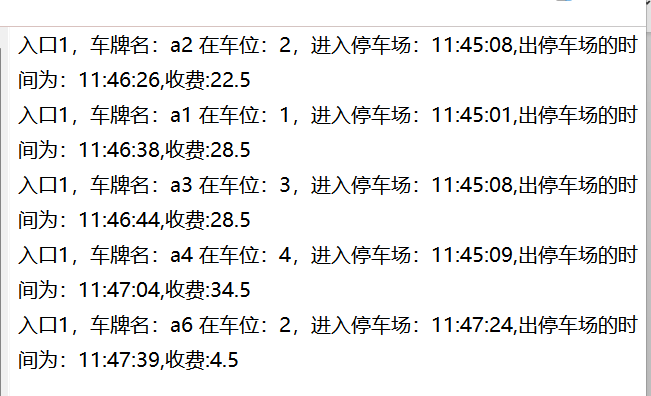 入口1，车牌名：a2 在车位：2，进入停车场：11:45:08,出停车场的时
间为：11:46:26,收费:22.5
入口1，车牌名：a1 在车位：1，进入停车场：11:45:01,出停车场的时
间为：11:46:38,收费:28.5
入口1，车牌名：a3 在车位：3，进入停车场：11:45:08,出停车场的时
间为：11:46:44,收费:28.5
入口1，车牌名：a4 在车位：4，进入停车场：11:45:09,出停车场的时
间为：11:47:04,收费:34.5
入口1，车牌名：a6 在车位：2，进入停车场：11:47:24,出停车场的时
间为：11:47:39,收费:4.5